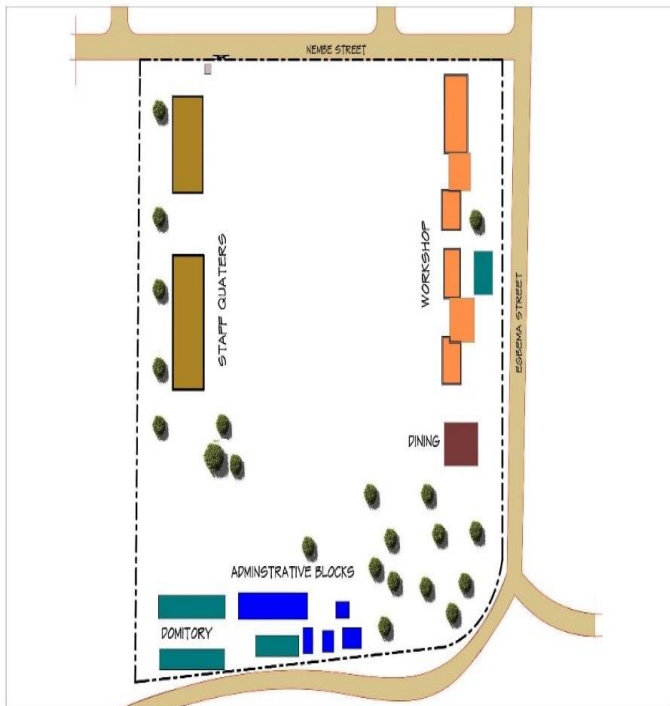 NEMBE STREET
STAFF QUATERS
WORKSHOP
EGBEMA STREET
DINING
ADMINSTRATIVE BLOCKS
DOMITORY